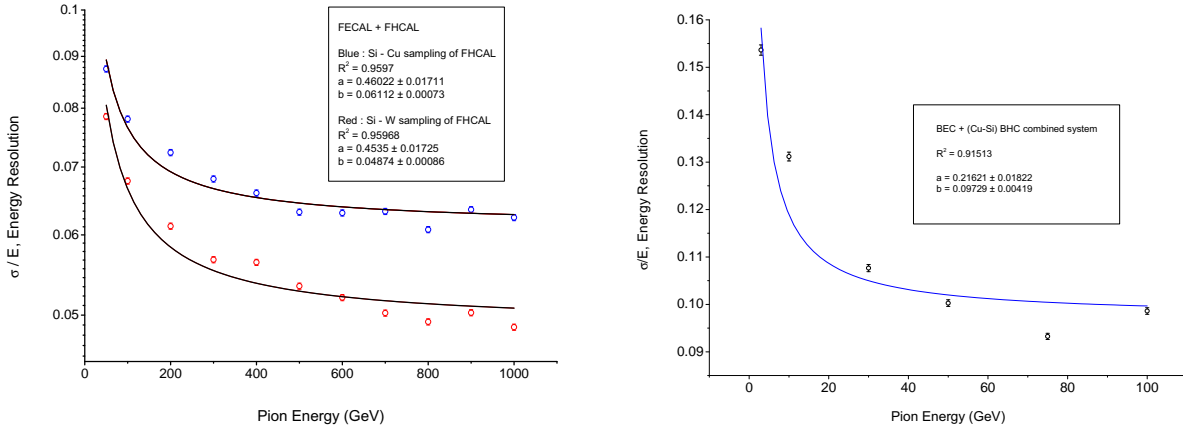 0.1
0.09
0.08
0.07
0.06
0.05
σ / E, Energy Resolution
FECAL + FHCAL
Blue : Si - Cu sampling of FHCAL
R² = 0.9597
a = 0.46022 ± 0.01711
b = 0.06112 ± 0.00073
Red : Si - W sampling of FHCAL
R² = 0.95968
a = 0.4535 ± 0.01725
b = 0.04874 ± 0.00086
0 200 400 600 800 1000
Pion Energy (GeV)
0.16
0.15
0.14
0.13
0.12
0.11
0.10
0.09
σ/E, Energy Resolution
BEC + (Cu-Si) BHC combined system
R² = 0.91513
a = 0.21621 ± 0.01822
b = 0.09729 ± 0.00419
0 20 40 60 80 100
Pion Energy (GeV)